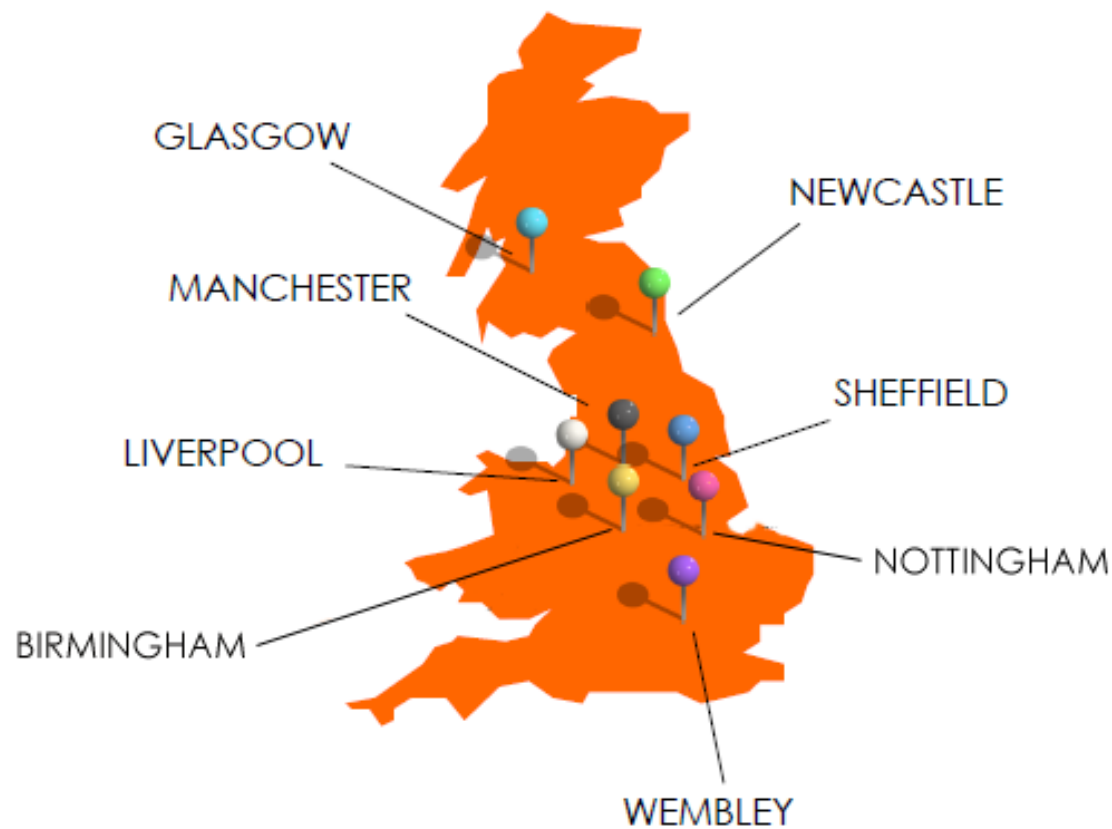 GLASGOW
NEWCASTLE
MANCHESTER
SHEFFIELD
LIVERPOOL
NOTTINGHAM
BIRMINGHAM
WEMBLEY